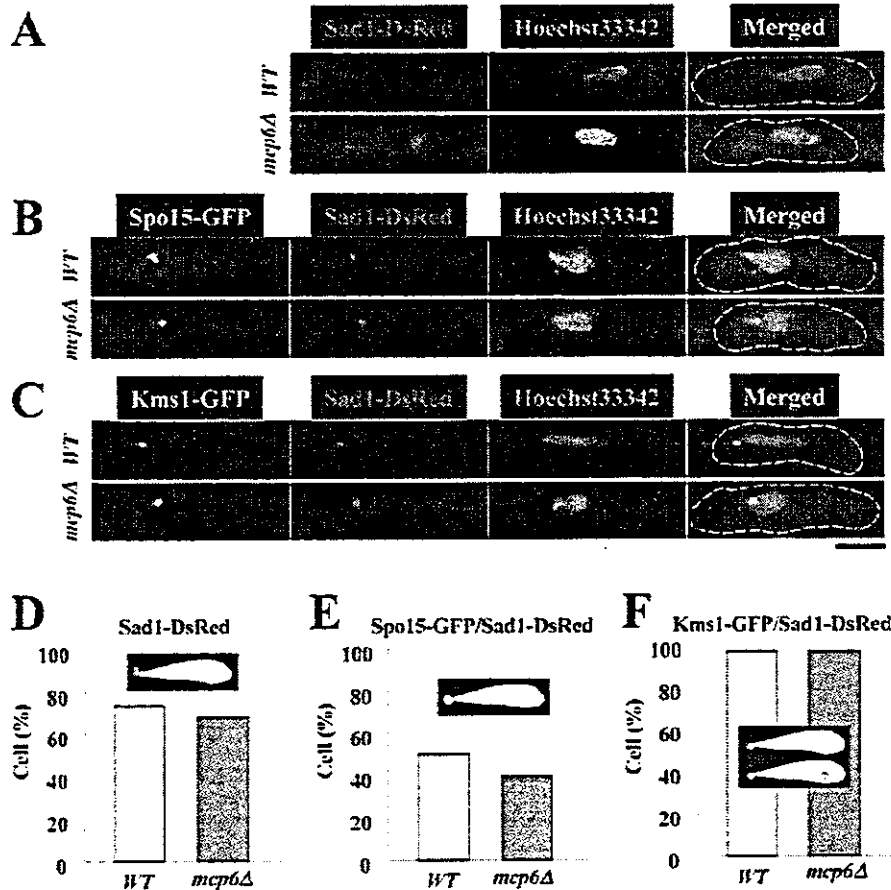 A
Sad1-DsRed Hoechst33342 Merged
WT
mcp6Δ
B
Spo15-GFP Sad1-DsRed Hoechst33342 Merged
WT
mcp6Δ
C
Kms1-GFP Sad1-DsRed Hoechst33342 Merged
WT
mcp6Δ
D
Sad1-DsRed
Cell (%)
100
80
60
40
20
0
WT mcp6Δ
E
Spo15-GFP/Sad1-DsRed
Cell (%)
100
80
60
40
20
0
WT mcp6Δ
F
Kms1-GFP/Sad1-DsRed
Cell (%)
100
80
60
40
20
0
WT mcp6Δ